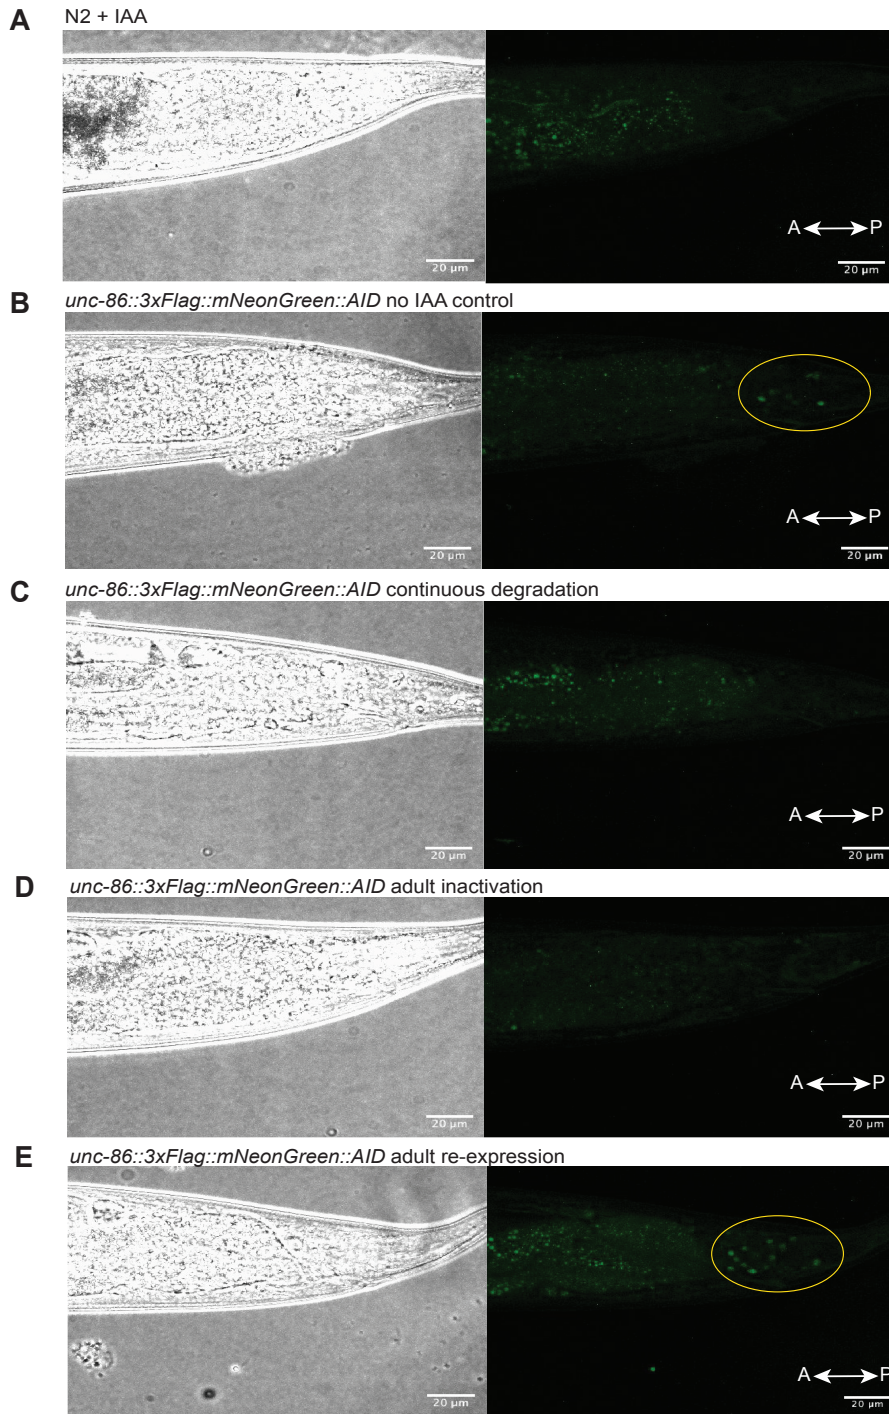 A
N2 + IAA
20 µm
A P
20 µm
B
unc-86::3xFlag::mNeonGreen::AID no IAA control
20 µm
A P
20 µm
C
unc-86::3xFlag::mNeonGreen::AID continuous degradation
20 µm
A P
20 µm
D
unc-86::3xFlag::mNeonGreen::AID adult inactivation
20 µm
A P
20 µm
E
unc-86::3xFlag::mNeonGreen::AID adult re-expression
20 µm
A P
20 µm